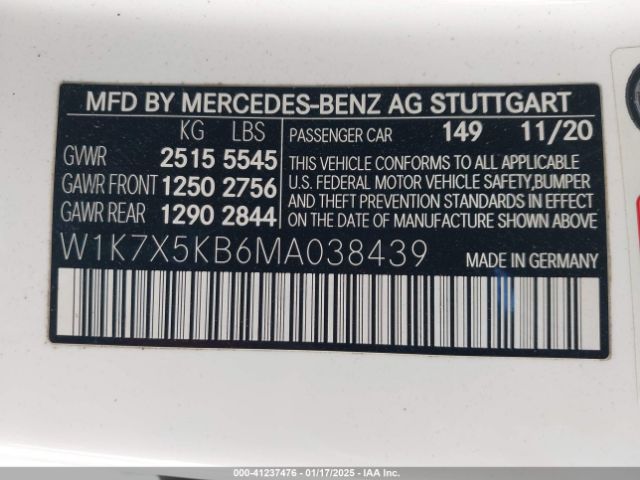 MFD BY MERCEDES-BENZ AG STUTTGART
KG LBS
GVWR 2515 5545
GAWR FRONT 1250 2756
GAWR REAR 1290 2844
PASSENGER CAR 149 11/20
THIS VEHICLE CONFORMS TO ALL APPLICABLE
U.S. FEDERAL MOTOR VEHICLE SAFETY,BUMPER
AND THEFT PREVENTION STANDARDS
IN EFFECT ON THE
DATE OF MANUFACTURE SHOWN ABOVE
W1K7X5KB6MA038439
MADE IN GERMANY
000-41237476 - 01/17/2025 - IAA Inc.